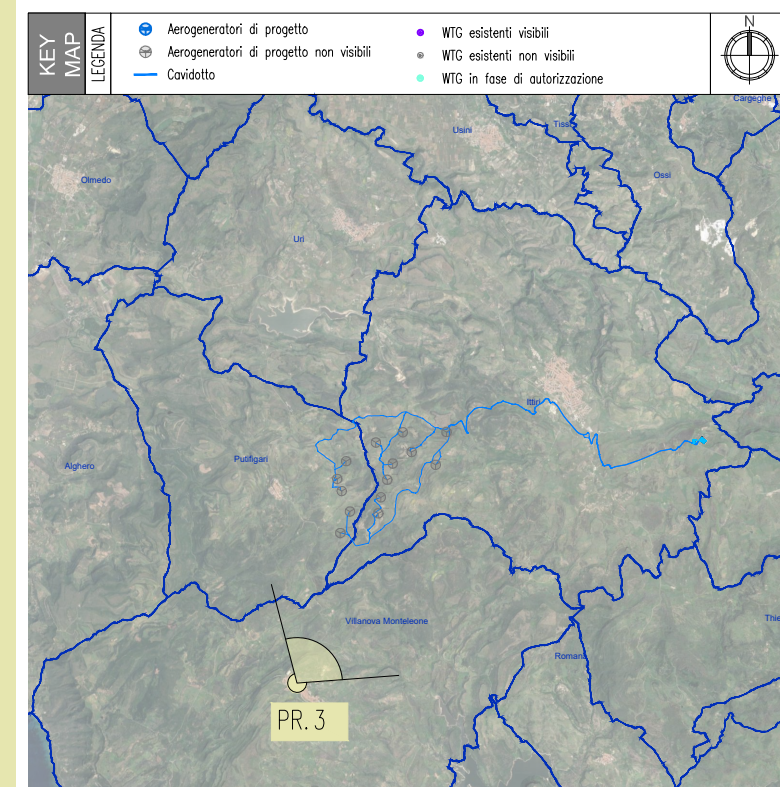 KEY MAP
LEGENDA
Aerogeneratori di progetto
Aerogeneratori di progetto non visibili
Cavidotto
WTG esistenti visibili
WTG esistenti non visibili
WTG in fase di autorizzazione
N
Cargeghe
Usini
Tissi
Ossi
Olmedo
Uri
Ittiri
Alghero
Putifigari
Villanova Monteleone
Thie
Romana
PR. 3